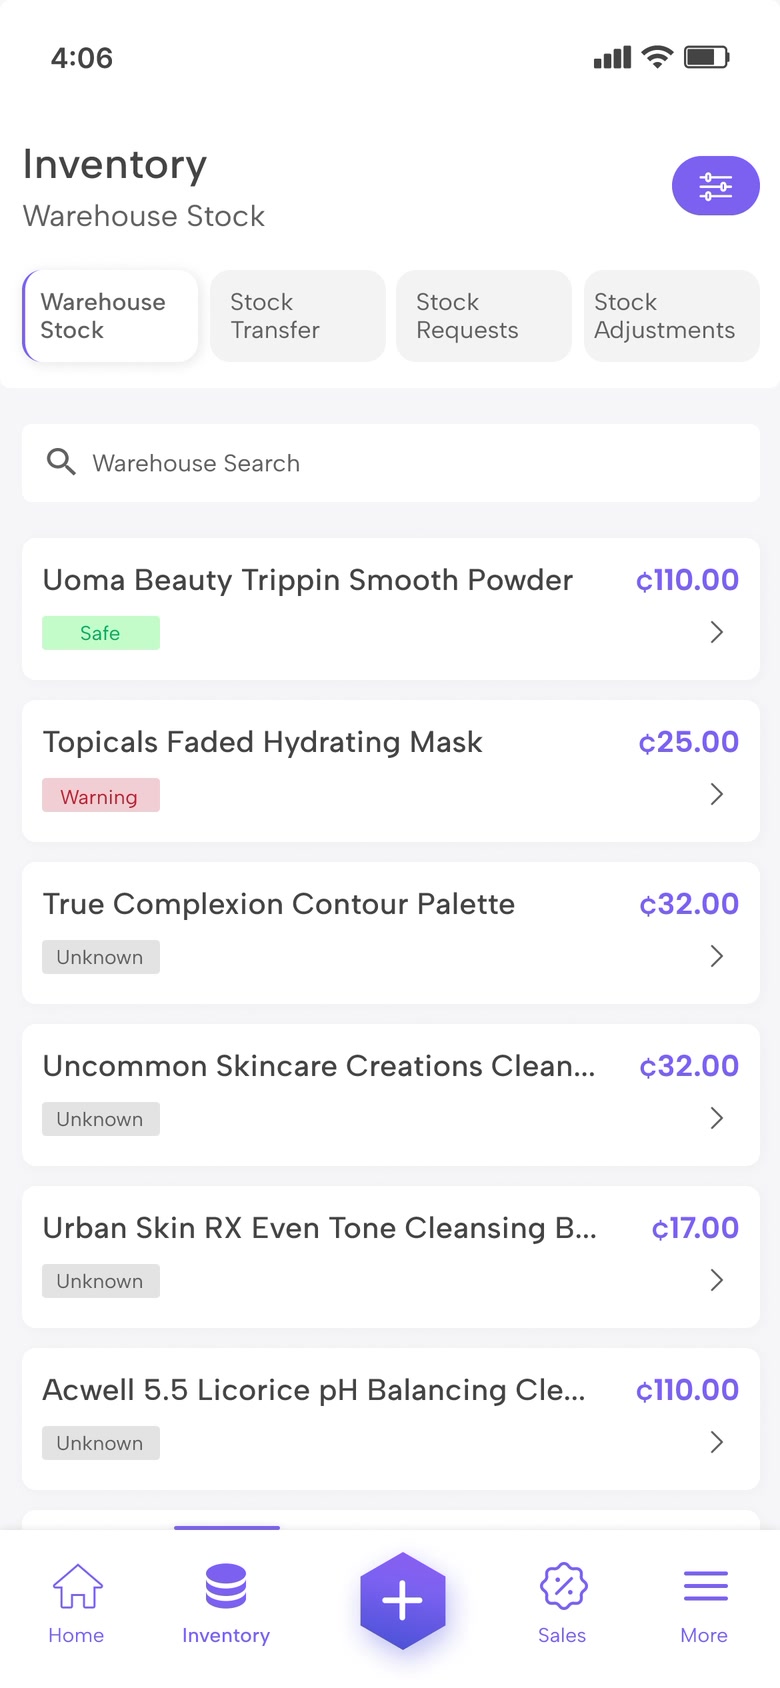 4:06
Inventory
Warehouse Stock
Warehouse
Stock
Stock
Transfer
Stock
Requests
Stock
Adjustments
Warehouse Search
Uoma Beauty Trippin Smooth Powder ₵110.00
Safe
Topicals Faded Hydrating Mask ₵25.00
Warning
True Complexion Contour Palette ₵32.00
Unknown
Uncommon Skincare Creations Clean... ₵32.00
Unknown
Urban Skin RX Even Tone Cleansing B... ₵17.00
Unknown
Acwell 5.5 Licorice pH Balancing Cle... ₵110.00
Unknown
Home
Inventory
Sales
More